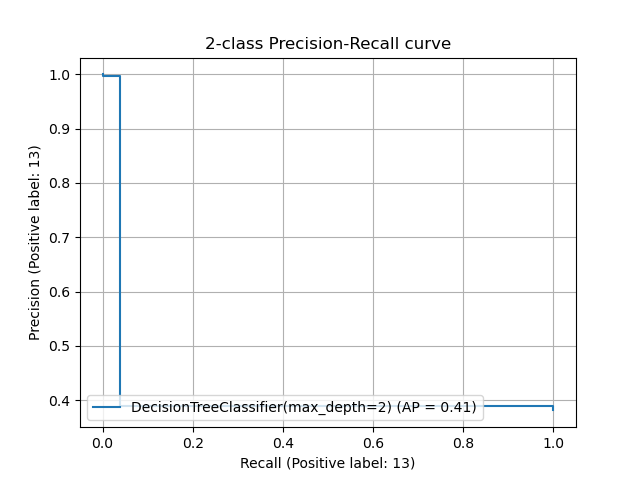 2-class Precision-Recall curve
1.0
0.9
0.8
0.7
0.6
0.5
0.4
Precision (Positive label: 13)
DecisionTreeClassifier(max_depth=2) (AP = 0.41)
0.0 0.2 0.4 0.6 0.8 1.0
Recall (Positive label: 13)